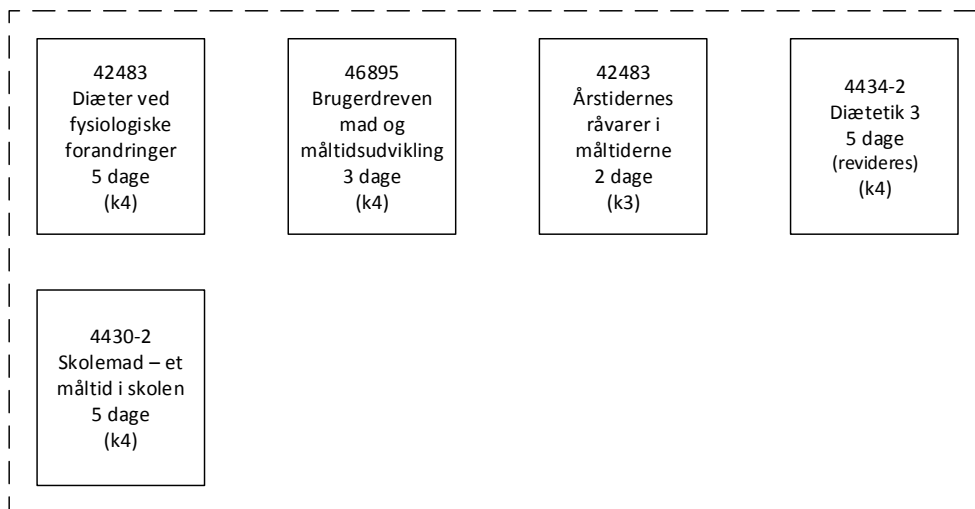 42483
Diæter ved
fysiologiske
forandringer
5 dage
(k4)
46895
Brugerdreven
mad og
måltidsudvikling
3 dage
(k4)
42483
Årstidernes
råvarer i
måltiderne
2 dage
(k3)
4434-2
Diætetik 3
5 dage
(revideres)
(k4)
4430-2
Skolemad – et
måltid i skolen
5 dage
(k4)